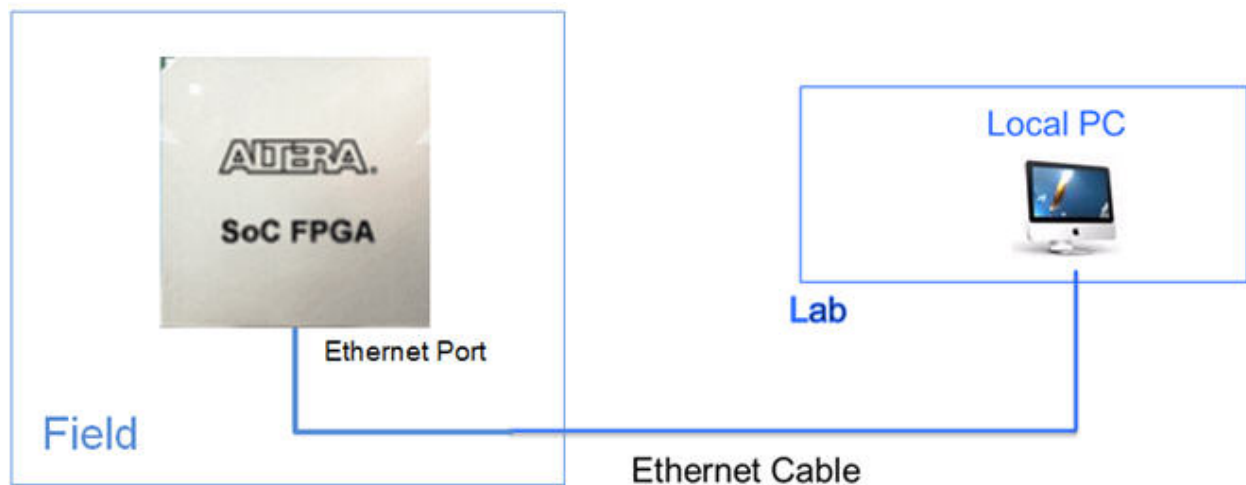 Local PC
ALTERA.
SoC FPGA
Lab
Ethernet Port
Field
Ethernet Cable